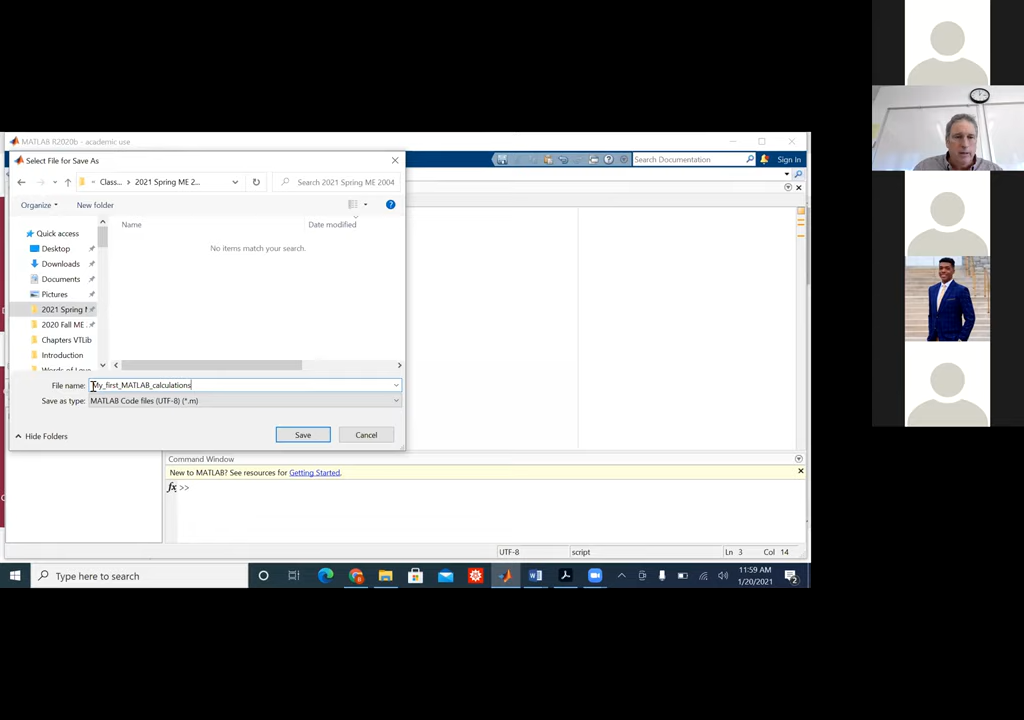 MATLAB R2020b - academic use
Select File for Save As
Search Documentation
Sign In
« Class... › 2021 Spring ME 2...
Search 2021 Spring ME 2004
Organize
New folder
Name
Date modified
No items match your search.
Quick access
Desktop
Downloads
Documents
Pictures
2021 Spring
2020 Fall ME
Chapters VTLib
Introduction
File name:
My_first_MATLAB_calculations
Save as type:
MATLAB Code files (UTF-8) (*.m)
Hide Folders
Save
Cancel
Command Window
New to MATLAB? See resources for Getting Started.
fx >>
UTF-8
script
Ln 3
Col 14
Type here to search
11:59 AM
1/20/2021
2